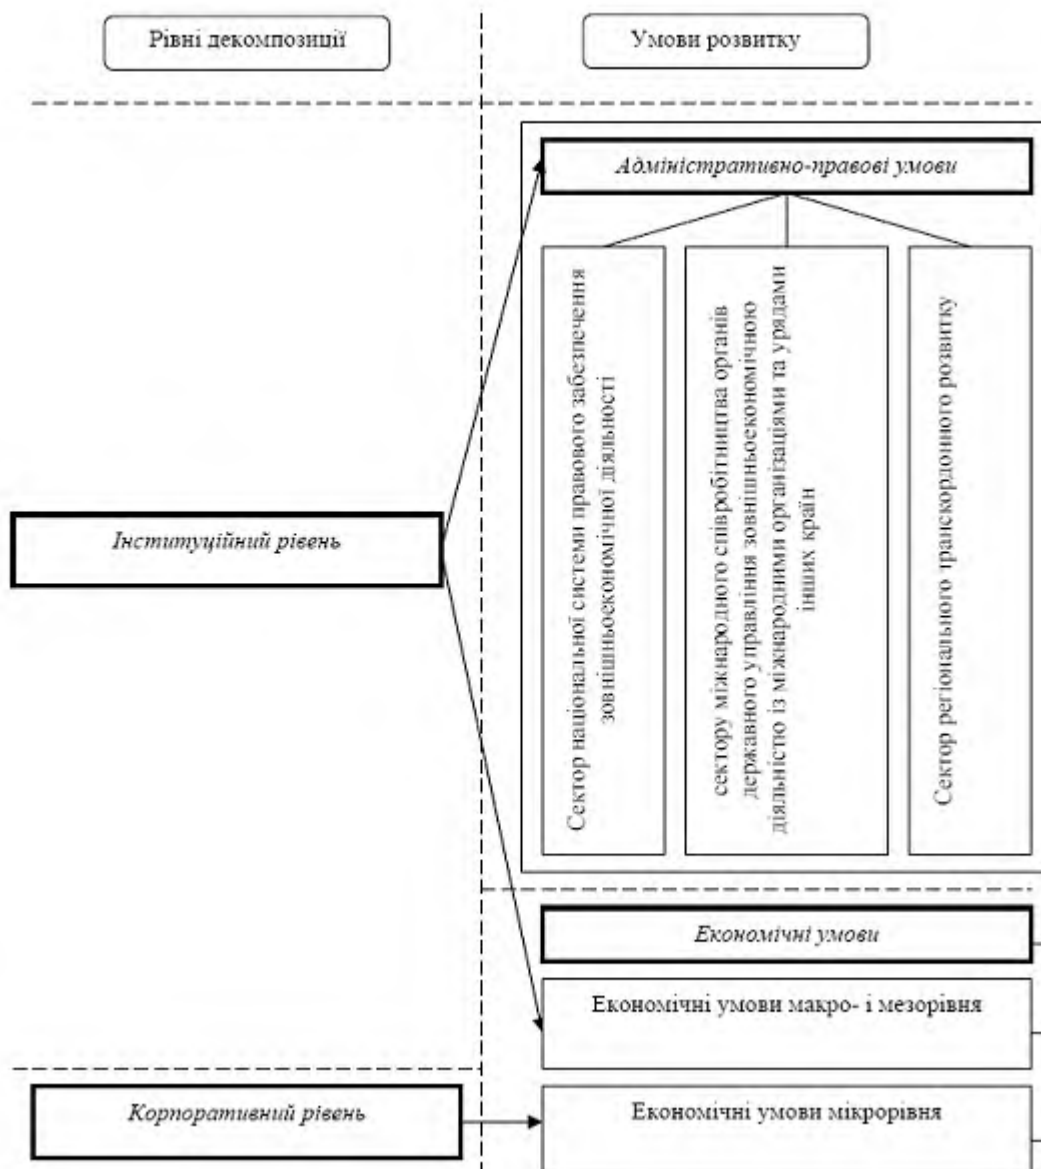 Рівні декомпозиції
Умови розвитку
Адміністративно-правові умови
Сектор національної системи правового забезпечення
зовнішньоекономічної діяльності
сектору міжнародного співробітництва органів
державного управління зовнішньоекономічною
діяльністю із міжнародними організаціями та урядами
інших країн
Сектор регіонального транскордонного розвитку
Інституційний рівень
Економічні умови
Економічні умови макро- і мезорівня
Корпоративний рівень
Економічні умови мікрорівня